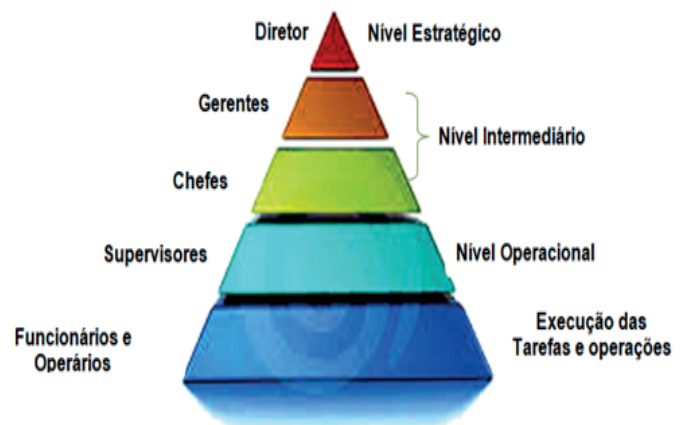 Diretor
Nível Estratégico
Gerentes
Nível Intermediário
Chefes
Supervisores
Nível Operacional
Funcionários e
Operários
Execução das
Tarefas e operações